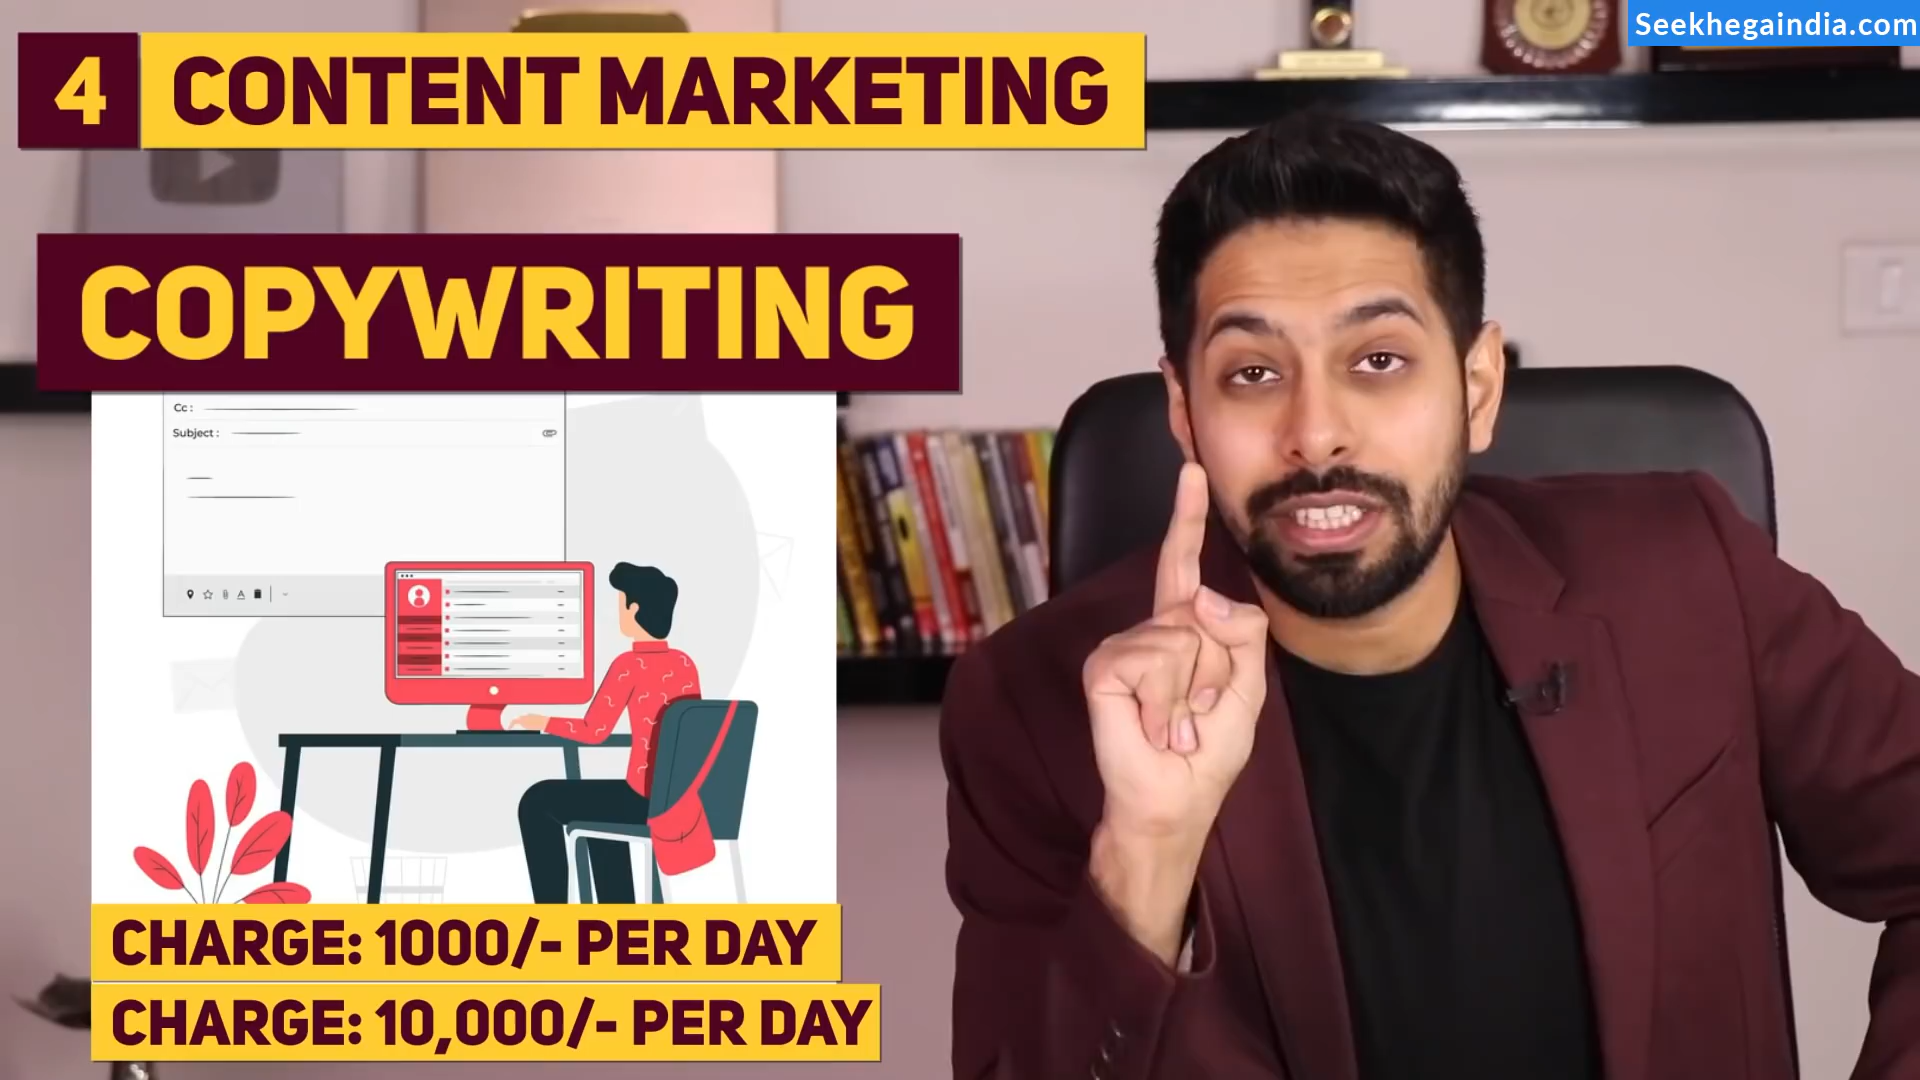 Seekhegaindia.com
4 CONTENT MARKETING
COPYWRITING
Cc :
Subject :
CHARGE: 1000/- PER DAY
CHARGE: 10,000/- PER DAY